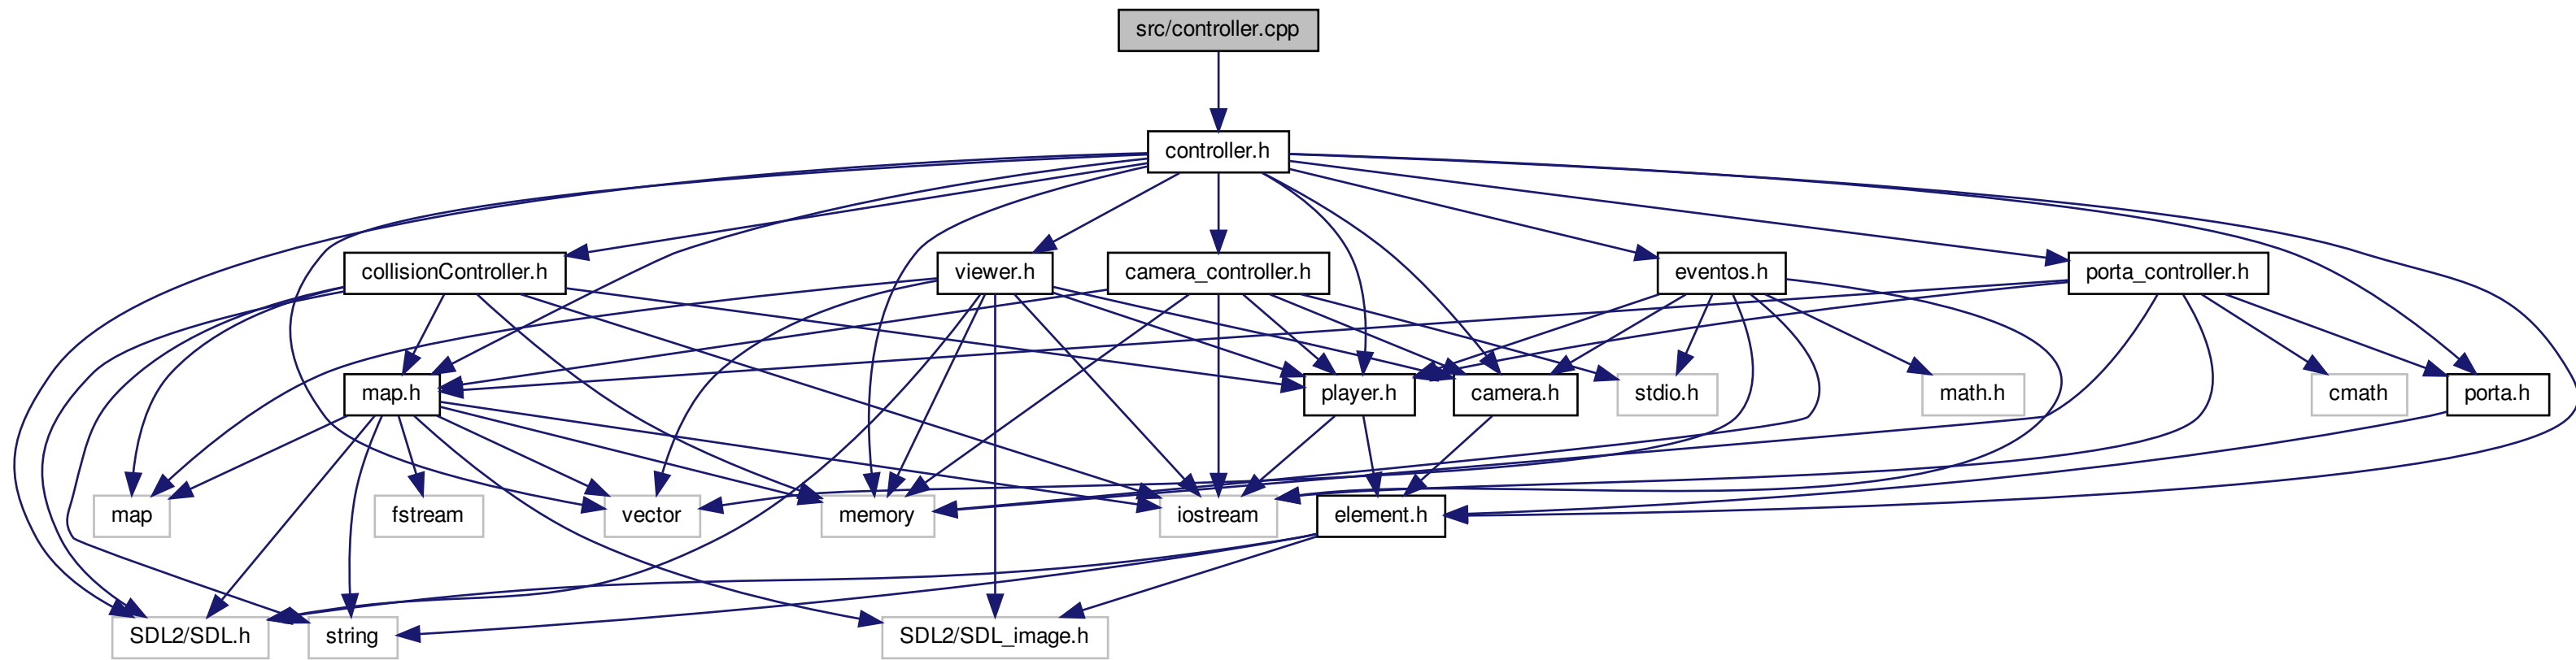 src/controller.cpp
controller.h
collisionController.h
viewer.h
camera_controller.h
eventos.h
porta_controller.h
map.h
player.h
camera.h
stdio.h
math.h
cmath
porta.h
map
fstream
vector
memory
iostream
element.h
SDL2/SDL.h
string
SDL2/SDL_image.h